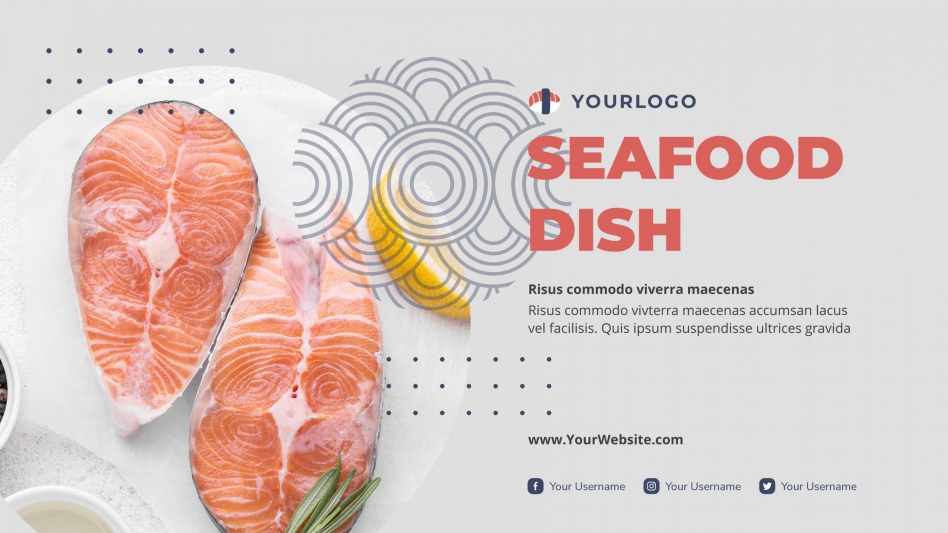 YOURLOGO
SEAFOOD
DISH
Risus commodo viverra maecenas
Risus commodo vivterra maecenas accumsan lacus
vel facilisis. Quis ipsum suspendisse ultrices gravida
www.YourWebsite.com
Your Username Your Username Your Username